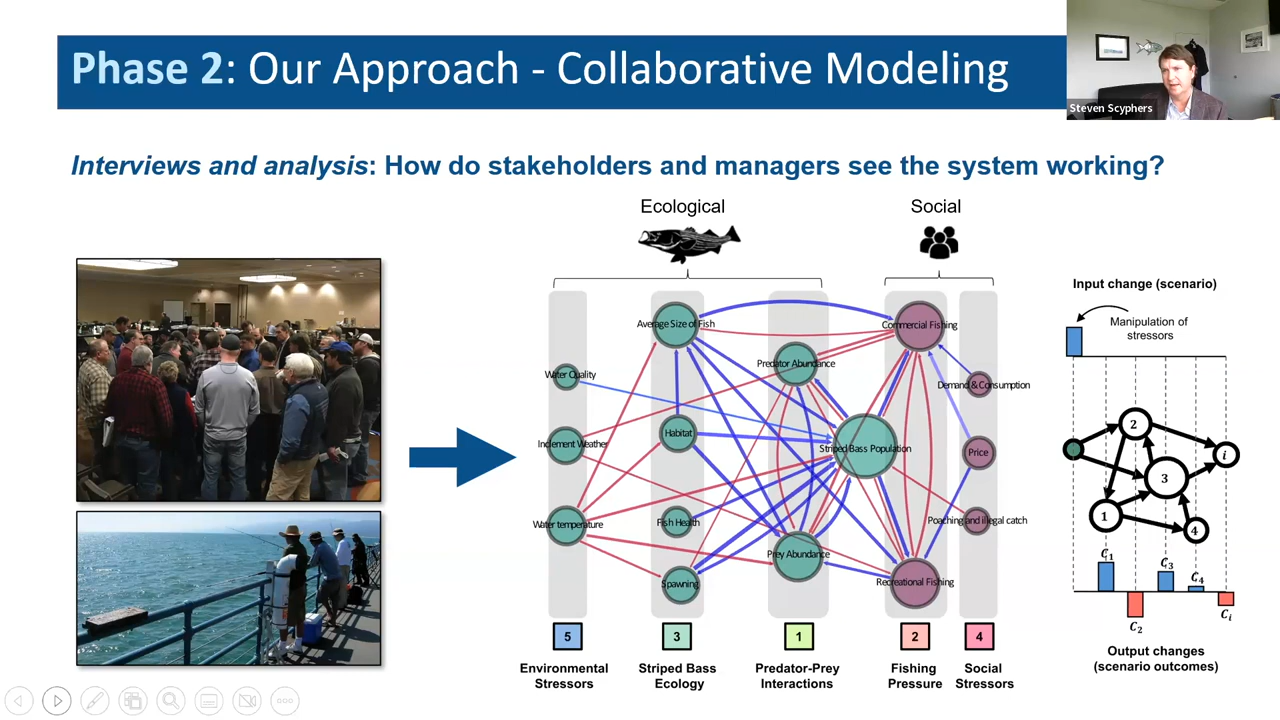 Phase 2: Our Approach - Collaborative Modeling
Steven Scyphers
Interviews and analysis: How do stakeholders and managers see the system working?
Ecological
Social
Average Size of Fish
Commercial Fishing
Water Quality
Predator Abundance
Demand & Consumption
Inclement Weather
Habitat
Striped Bass Population
Price
Water temperature
Fish Health
Poaching and illegal catch
Prey Abundance
Spawning
Recreational Fishing
5
3
1
2
4
Environmental
Stressors
Striped Bass
Ecology
Predator-Prey
Interactions
Fishing
Pressure
Social
Stressors
Input change (scenario)
Manipulation of
stressors
2
i
3
1
4
C1
C3
C4
C2
Ci
Output changes
(scenario outcomes)